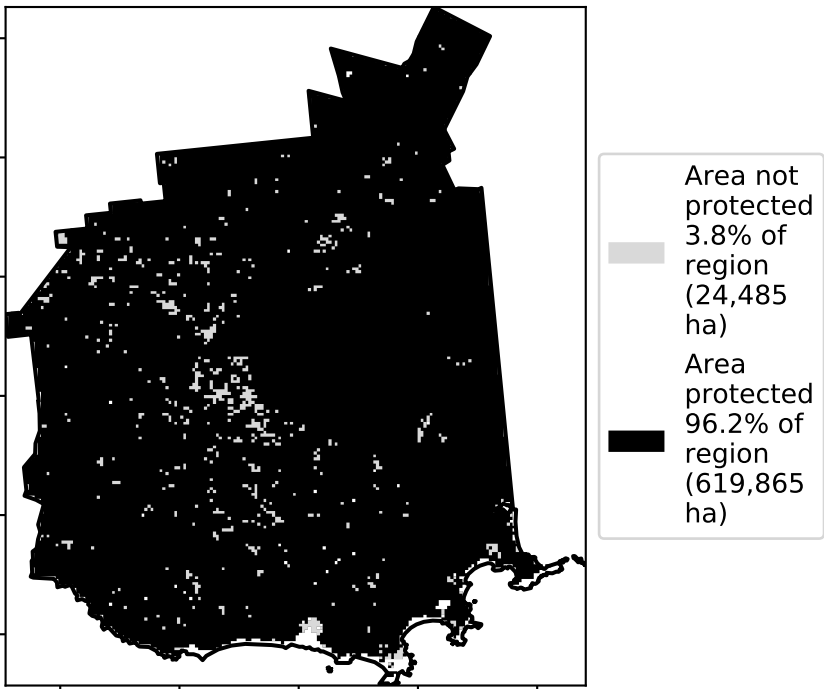 Area not
protected
3.8% of
region
(24,485
ha)
Area
protected
96.2% of
region
(619,865
ha)